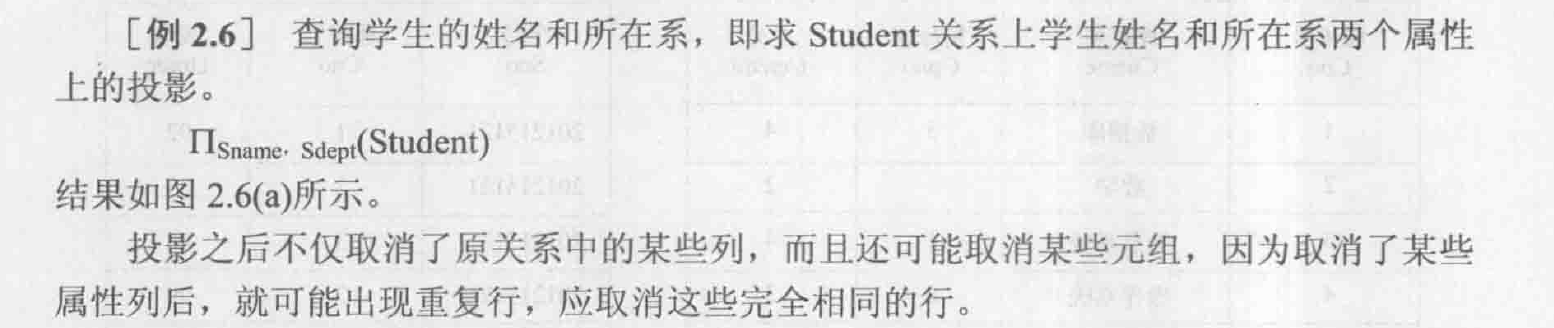 ［例 2.6］ 查询学生的姓名和所在系，即求 Student 关系上学生姓名和所在系两个属性
上的投影。
Π Sname, Sdept(Student)
结果如图 2.6(a)所示。
投影之后不仅取消了原关系中的某些列，而且还可能取消某些元组，因为取消了某些
属性列后，就可能出现重复行，应取消这些完全相同的行。